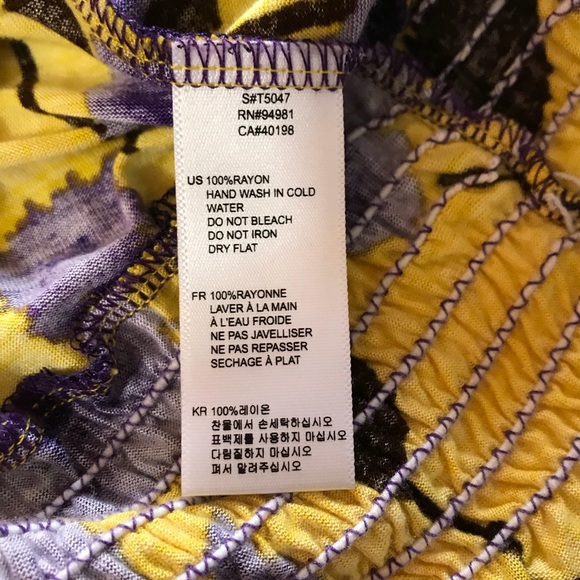 S#T5047
RN#94981
CA#40198
US 100%RAYON
HAND WASH IN COLD
WATER
DO NOT BLEACH
DO NOT IRON
DRY FLAT
FR 100%RAYONNE
LAVER À LA MAIN
À L'EAU FROIDE
NE PAS JAVELLISER
NE PAS REPASSER
SECHAGE À PLAT
KR 100%레이온
찬물에서 손세탁하십시오
표백제를 사용하지 마십시오
다림질하지 마십시오
펴서 말려주십시오